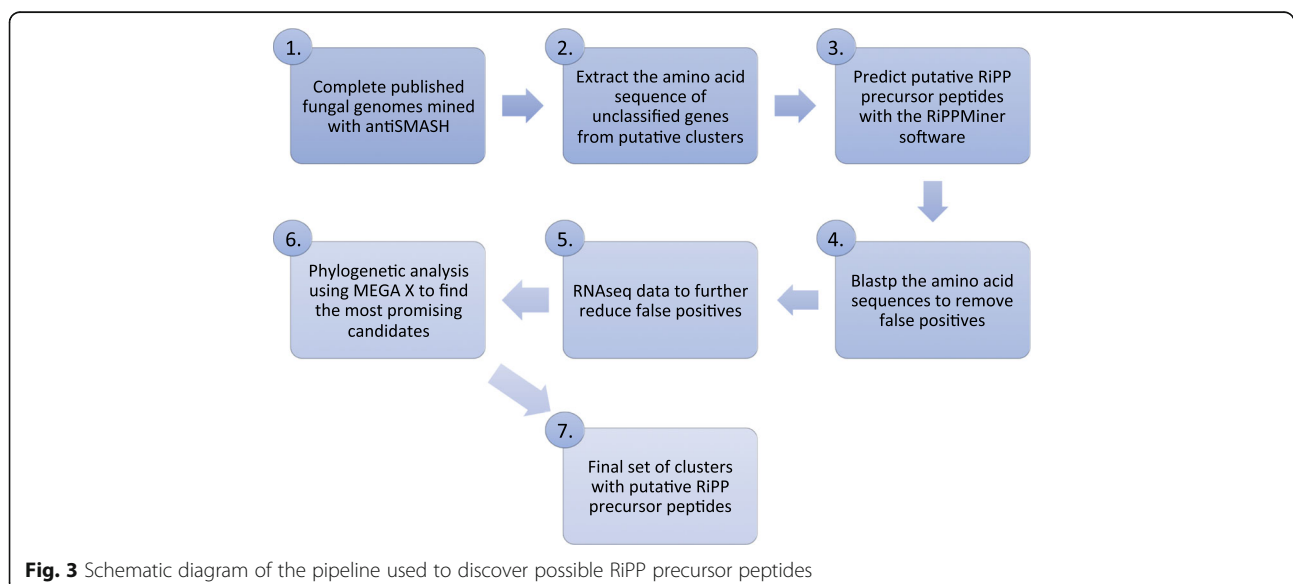 1.
Complete published
fungal genomes mined
with antiSMASH
2.
Extract the amino acid
sequence of
unclassified genes
from putative clusters
3.
Predict putative RiPP
precursor peptides
with the RiPPMiner
software
4.
Blastp the amino acid
sequences to remove
false positives
5.
RNAseq data to further
reduce false positives
6.
Phylogenetic analysis
using MEGA X to find
the most promising
candidates
7.
Final set of clusters
with putative RiPP
precursor peptides
Fig. 3 Schematic diagram of the pipeline used to discover possible RiPP precursor peptides